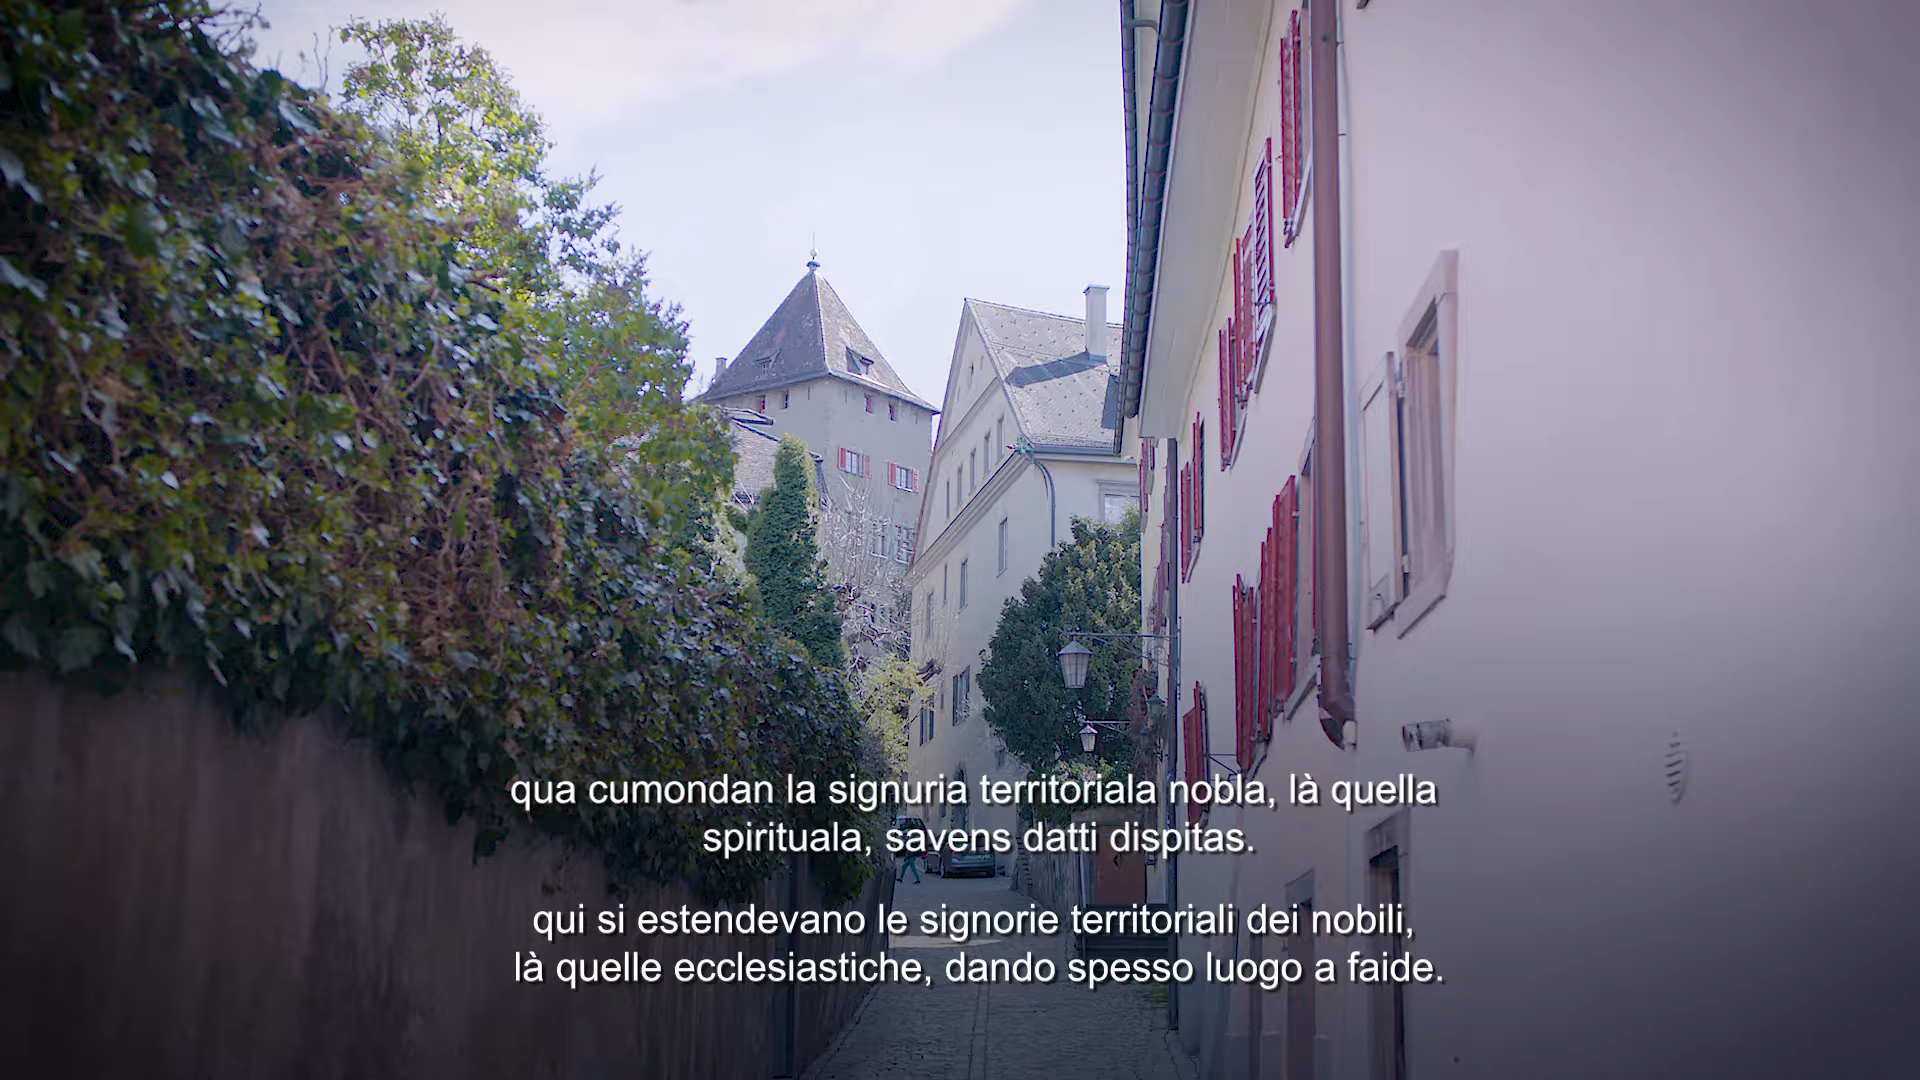 qua cumondan la signuria territoriala nobla, là quella
spirituala, savens datti dispitas.
qui si estendevano le signorie territoriali dei nobili,
là quelle ecclesiastiche, dando spesso luogo a faide.